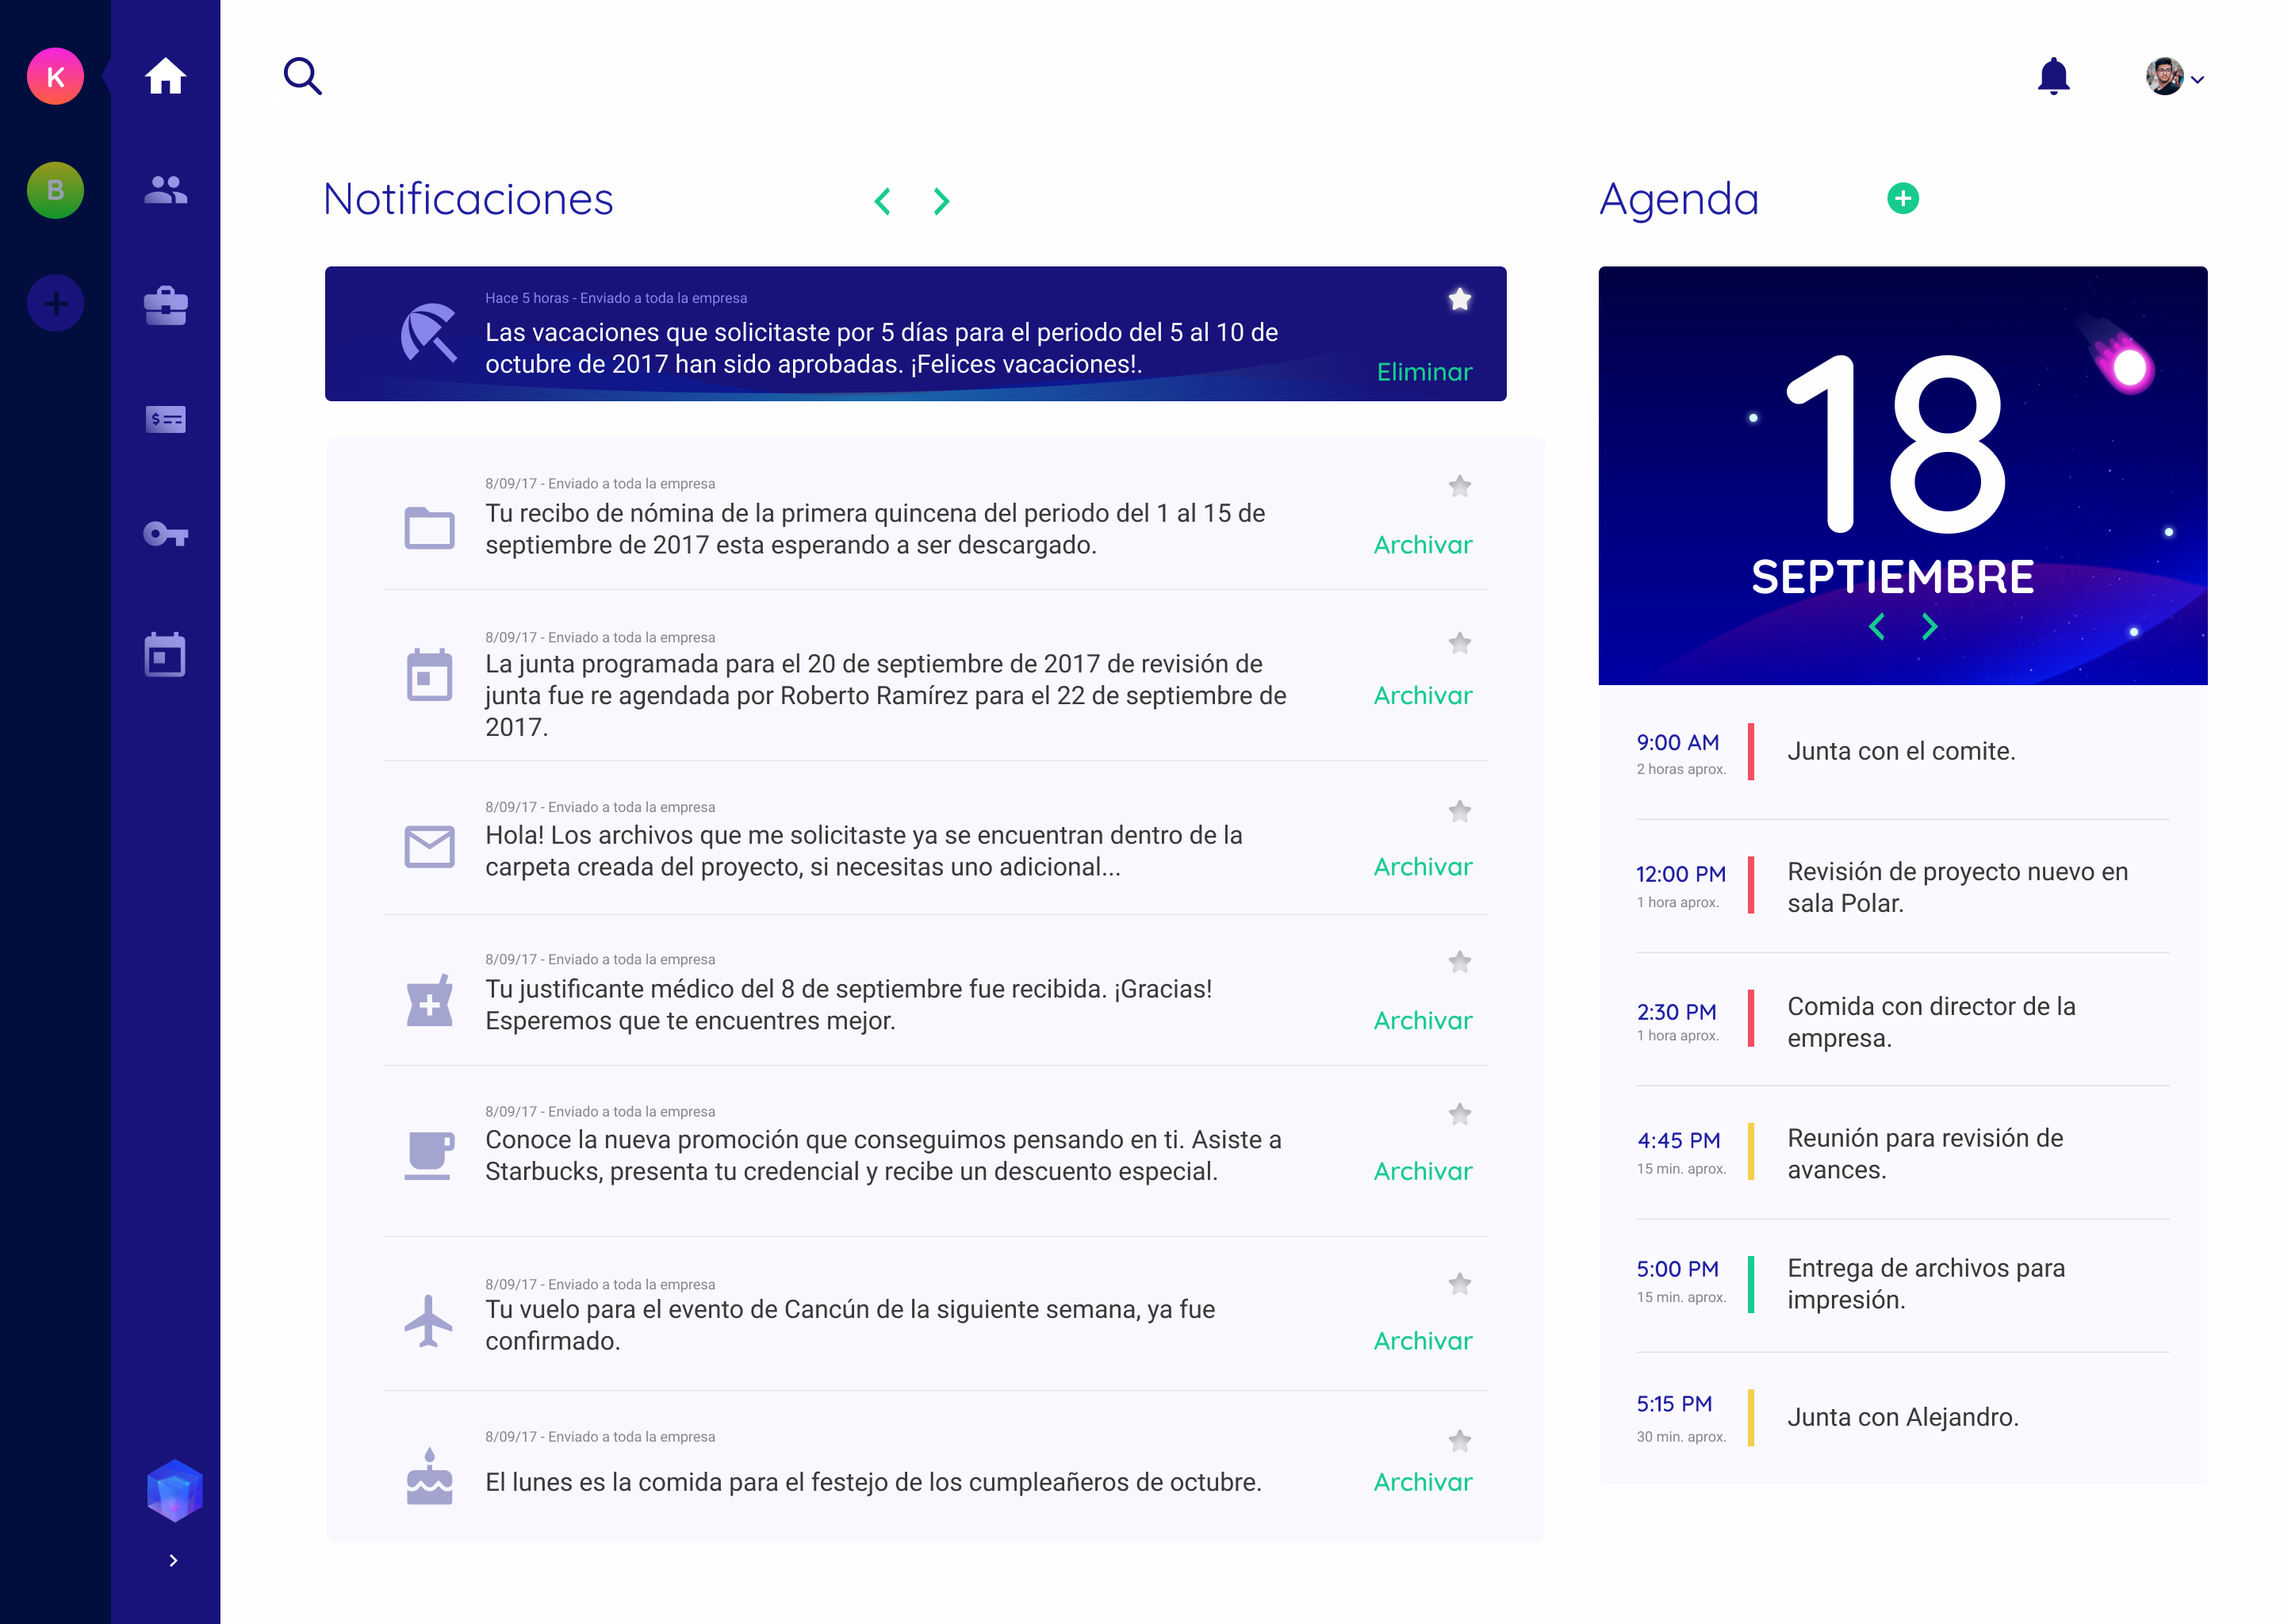 K
B
Notificaciones
Hace 5 horas - Enviado a toda la empresa
Las vacaciones que solicitaste por 5 días para el periodo del 5 al 10 de
octubre de 2017 han sido aprobadas. ¡Felices vacaciones!.
Eliminar
8/09/17 - Enviado a toda la empresa
Tu recibo de nómina de la primera quincena del periodo del 1 al 15 de
septiembre de 2017 esta esperando a ser descargado.
Archivar
8/09/17 - Enviado a toda la empresa
La junta programada para el 20 de septiembre de 2017 de revisión de
junta fue re agendada por Roberto Ramírez para el 22 de septiembre de
2017.
Archivar
8/09/17 - Enviado a toda la empresa
Hola! Los archivos que me solicitaste ya se encuentran dentro de la
carpeta creada del proyecto, si necesitas uno adicional...
Archivar
8/09/17 - Enviado a toda la empresa
Tu justificante médico del 8 de septiembre fue recibida. ¡Gracias!
Esperemos que te encuentres mejor.
Archivar
8/09/17 - Enviado a toda la empresa
Conoce la nueva promoción que conseguimos pensando en ti. Asiste a
Starbucks, presenta tu credencial y recibe un descuento especial.
Archivar
8/09/17 - Enviado a toda la empresa
Tu vuelo para el evento de Cancún de la siguiente semana, ya fue
confirmado.
Archivar
8/09/17 - Enviado a toda la empresa
El lunes es la comida para el festejo de los cumpleañeros de octubre.
Archivar
Agenda
18
SEPTIEMBRE
9:00 AM
2 horas aprox.
Junta con el comite.
12:00 PM
1 hora aprox.
Revisión de proyecto nuevo en
sala Polar.
2:30 PM
1 hora aprox.
Comida con director de la
empresa.
4:45 PM
15 min. aprox.
Reunión para revisión de
avances.
5:00 PM
15 min. aprox.
Entrega de archivos para
impresión.
5:15 PM
30 min. aprox.
Junta con Alejandro.